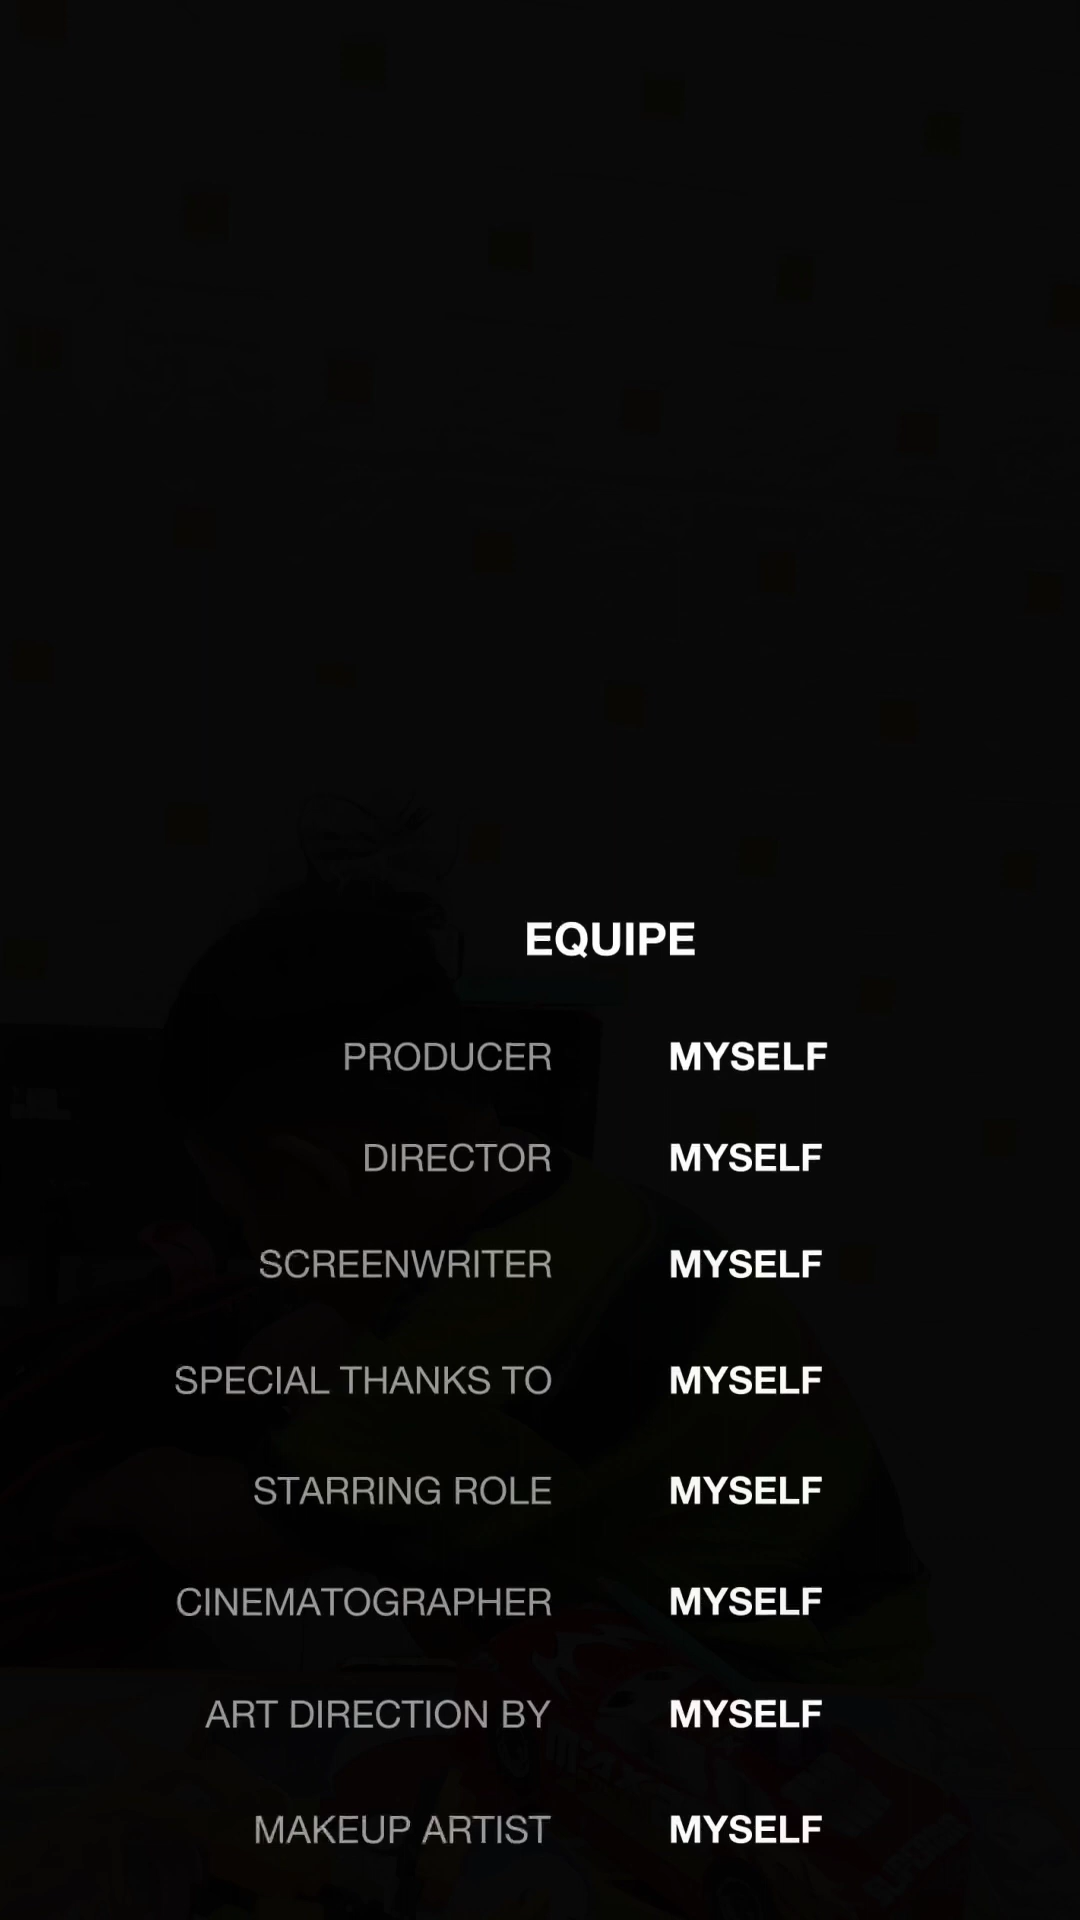 EQUIPE
PRODUCER MYSELF
DIRECTOR MYSELF
SCREENWRITER MYSELF
SPECIAL THANKS TO MYSELF
STARRING ROLE MYSELF
CINEMATOGRAPHER MYSELF
ART DIRECTION BY MYSELF
MAKEUP ARTIST MYSELF